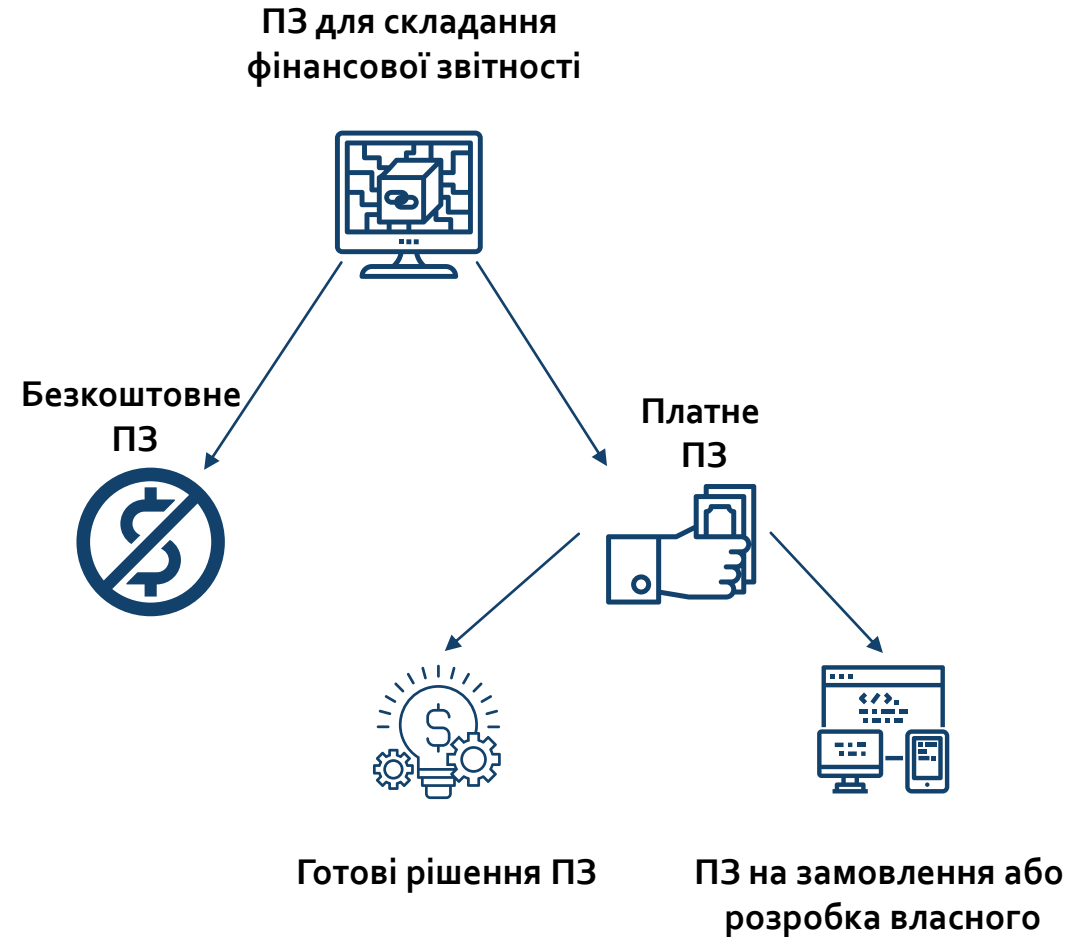 ПЗ для складання
фінансової звітності
Безкоштовне
ПЗ
Платне
ПЗ
Готові рішення ПЗ
ПЗ на замовлення або
розробка власного